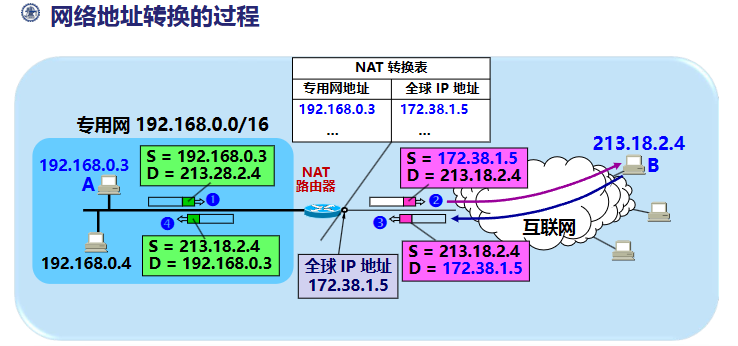 网络地址转换的过程
NAT 转换表
专用网地址 全球 IP 地址
192.168.0.3 172.38.1.5
... ...
专用网 192.168.0.0/16
192.168.0.3
A
S = 192.168.0.3
D = 213.28.2.4
❶
NAT
路由器
S = 172.38.1.5
D = 213.18.2.4
❷
213.18.2.4
B
❹
❸
互联网
192.168.0.4
S = 213.18.2.4
D = 192.168.0.3
全球 IP 地址
172.38.1.5
S = 213.18.2.4
D = 172.38.1.5